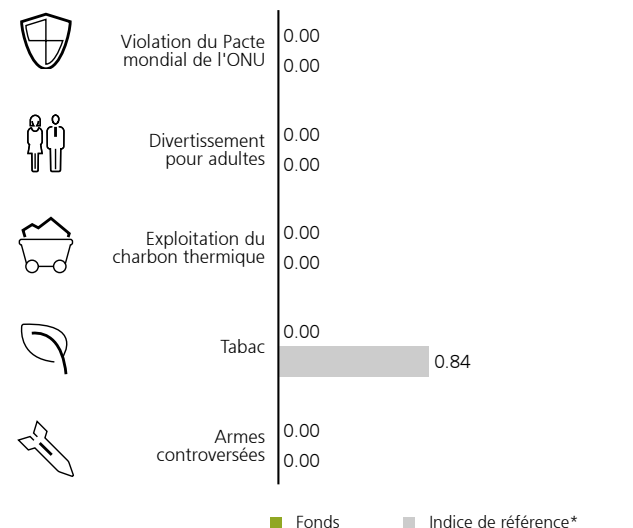 Violation du Pacte
mondial de l'ONU
0.00
0.00
Divertissement
pour adultes
0.00
0.00
Exploitation du
charbon thermique
0.00
0.00
Tabac
0.00
0.84
Armes
controversées
0.00
0.00
Fonds
Indice de référence*